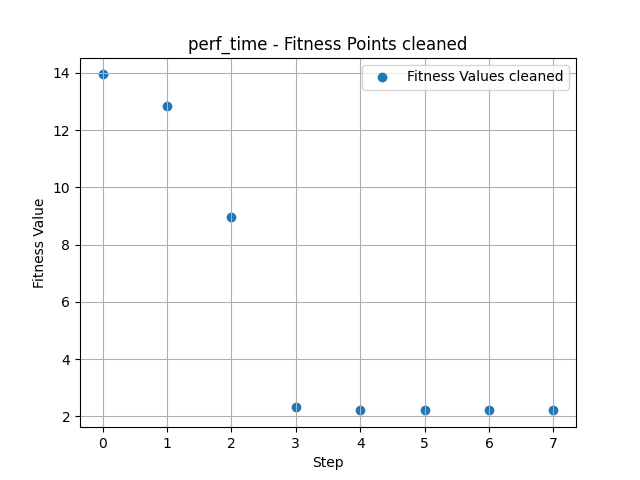 perf_time - Fitness Points cleaned
Fitness Values cleaned
Fitness Value
14
12
10
8
6
4
2
0 1 2 3 4 5 6 7
Step